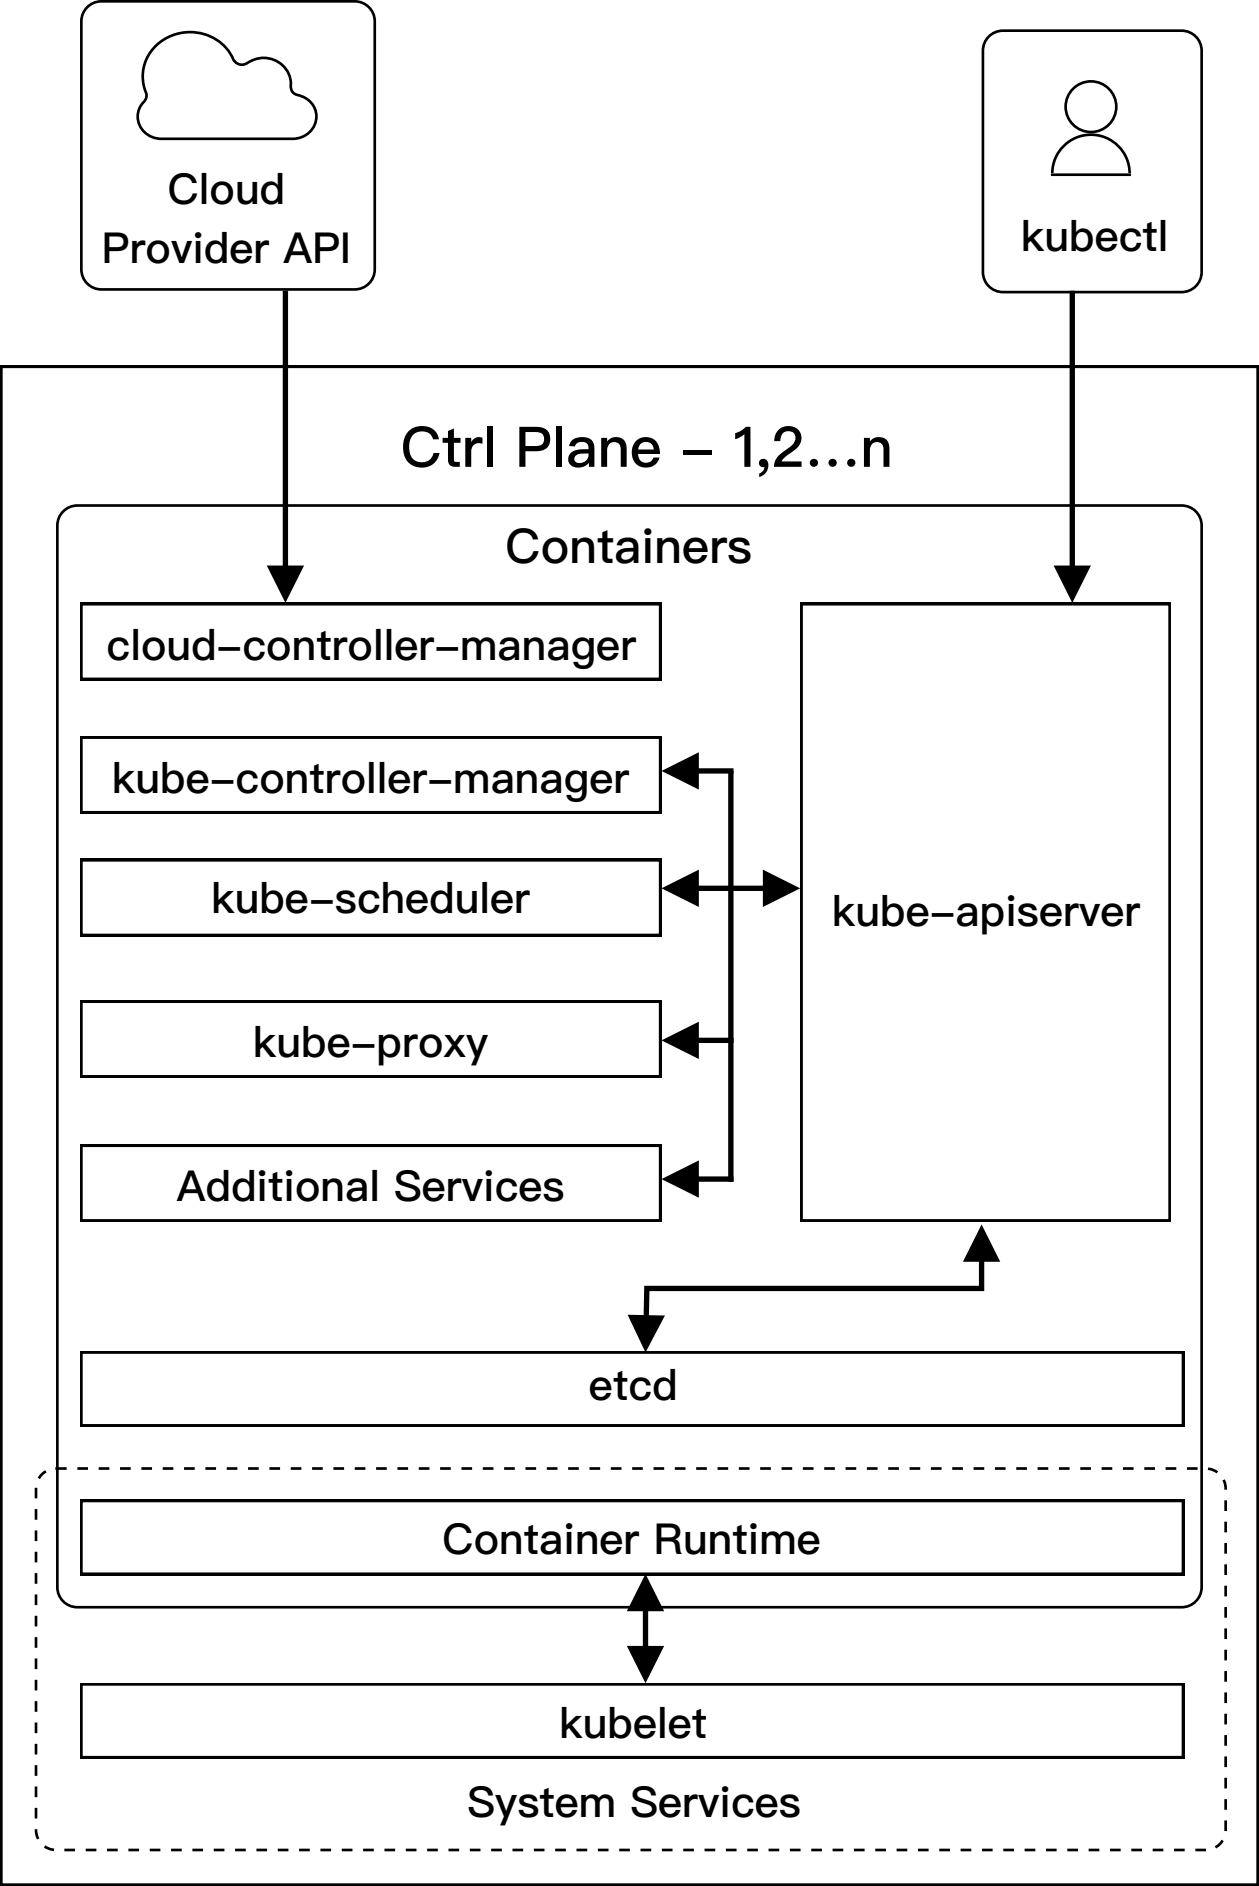 Cloud
Provider API
kubectl
Ctrl Plane – 1,2...n
Containers
cloud–controller–manager
kube–controller–manager
kube–scheduler
kube–proxy
Additional Services
kube–apiserver
etcd
Container Runtime
kubelet
System Services